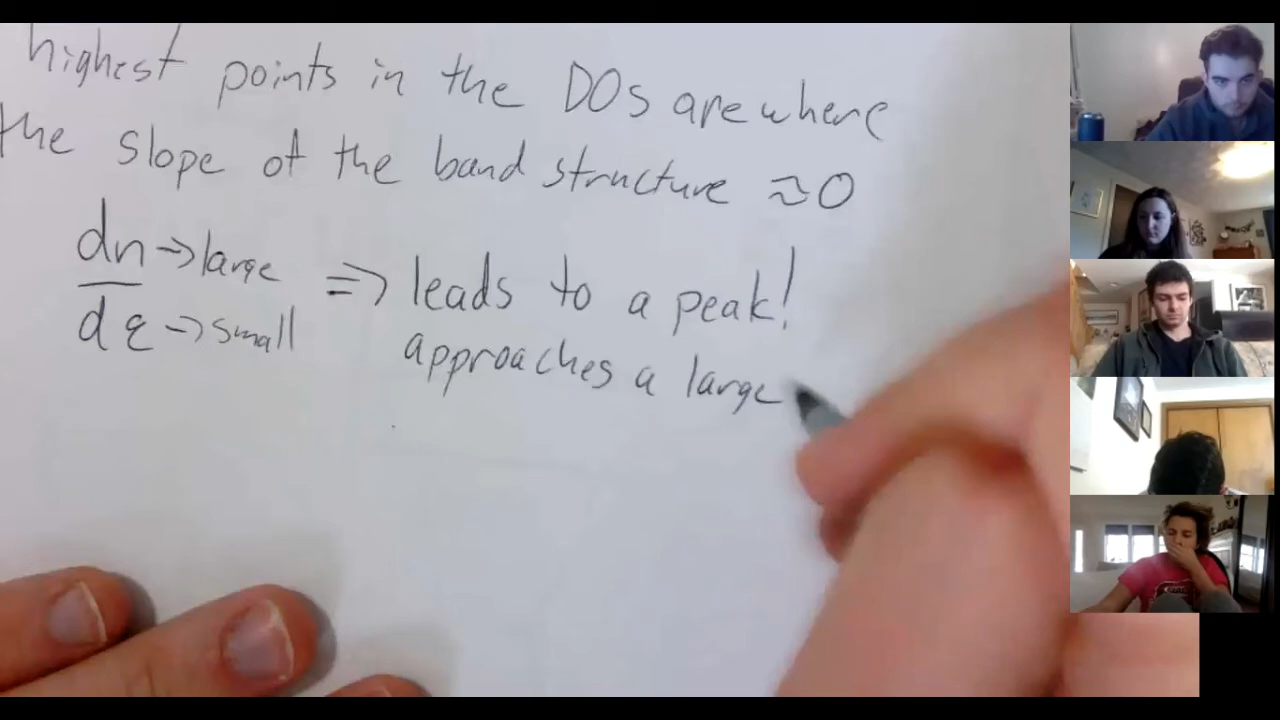 highest points in the DOS are where
the slope of the band structure ≈0
dn → large ⇒ leads to a peak!
dε → small
approaches a large